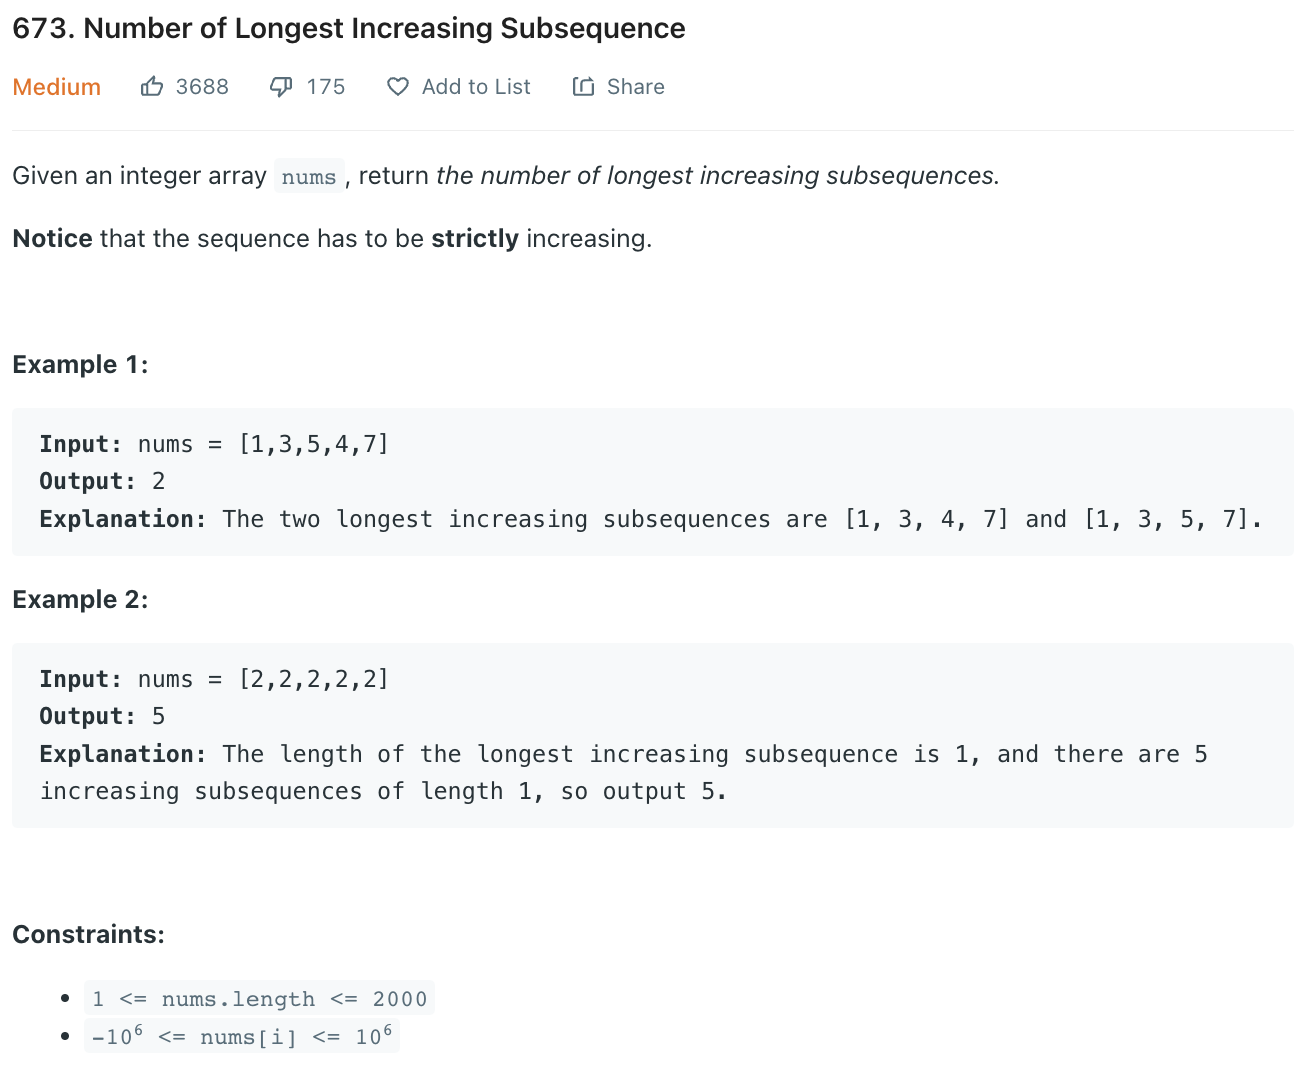 673. Number of Longest Increasing Subsequence
Medium 3688 175 Add to List Share
Given an integer array nums , return the number of longest increasing subsequences.
Notice that the sequence has to be strictly increasing.
Example 1:
Input: nums = [1,3,5,4,7]
Output: 2
Explanation: The two longest increasing subsequences are [1, 3, 4, 7] and [1, 3, 5, 7].
Example 2:
Input: nums = [2,2,2,2,2]
Output: 5
Explanation: The length of the longest increasing subsequence is 1, and there are 5
increasing subsequences of length 1, so output 5.
Constraints:
• 1 <= nums.length <= 2000
• -10⁶ <= nums[i] <= 10⁶